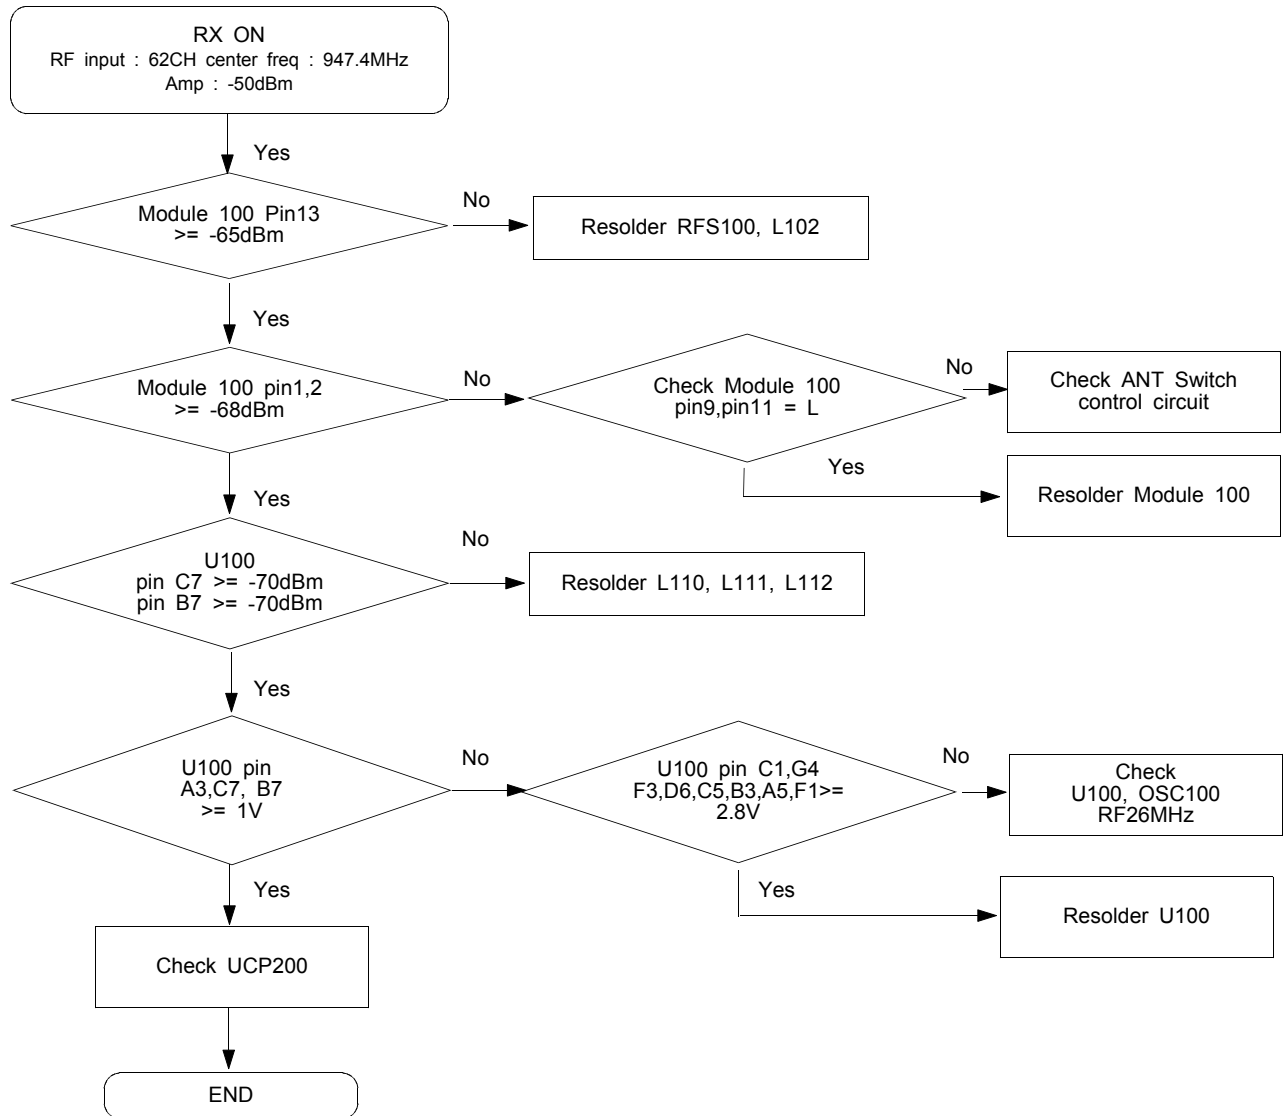 RX ON
RF input : 62CH center freq : 947.4MHz
Amp : -50dBm
Yes
Module 100 Pin13
>= -65dBm
No
Resolder RFS100, L102
Yes
Module 100 pin1,2
>= -68dBm
No
Check Module 100
pin9,pin11 = L
No
Check ANT Switch
control circuit
Yes
Resolder Module 100
Yes
U100
pin C7 >= -70dBm
pin B7 >= -70dBm
No
Resolder L110, L111, L112
Yes
U100 pin
A3,C7, B7
>= 1V
No
U100 pin C1,G4
F3,D6,C5,B3,A5,F1>=
2.8V
No
Check
U100, OSC100
RF26MHz
Yes
Resolder U100
Yes
Check UCP200
END